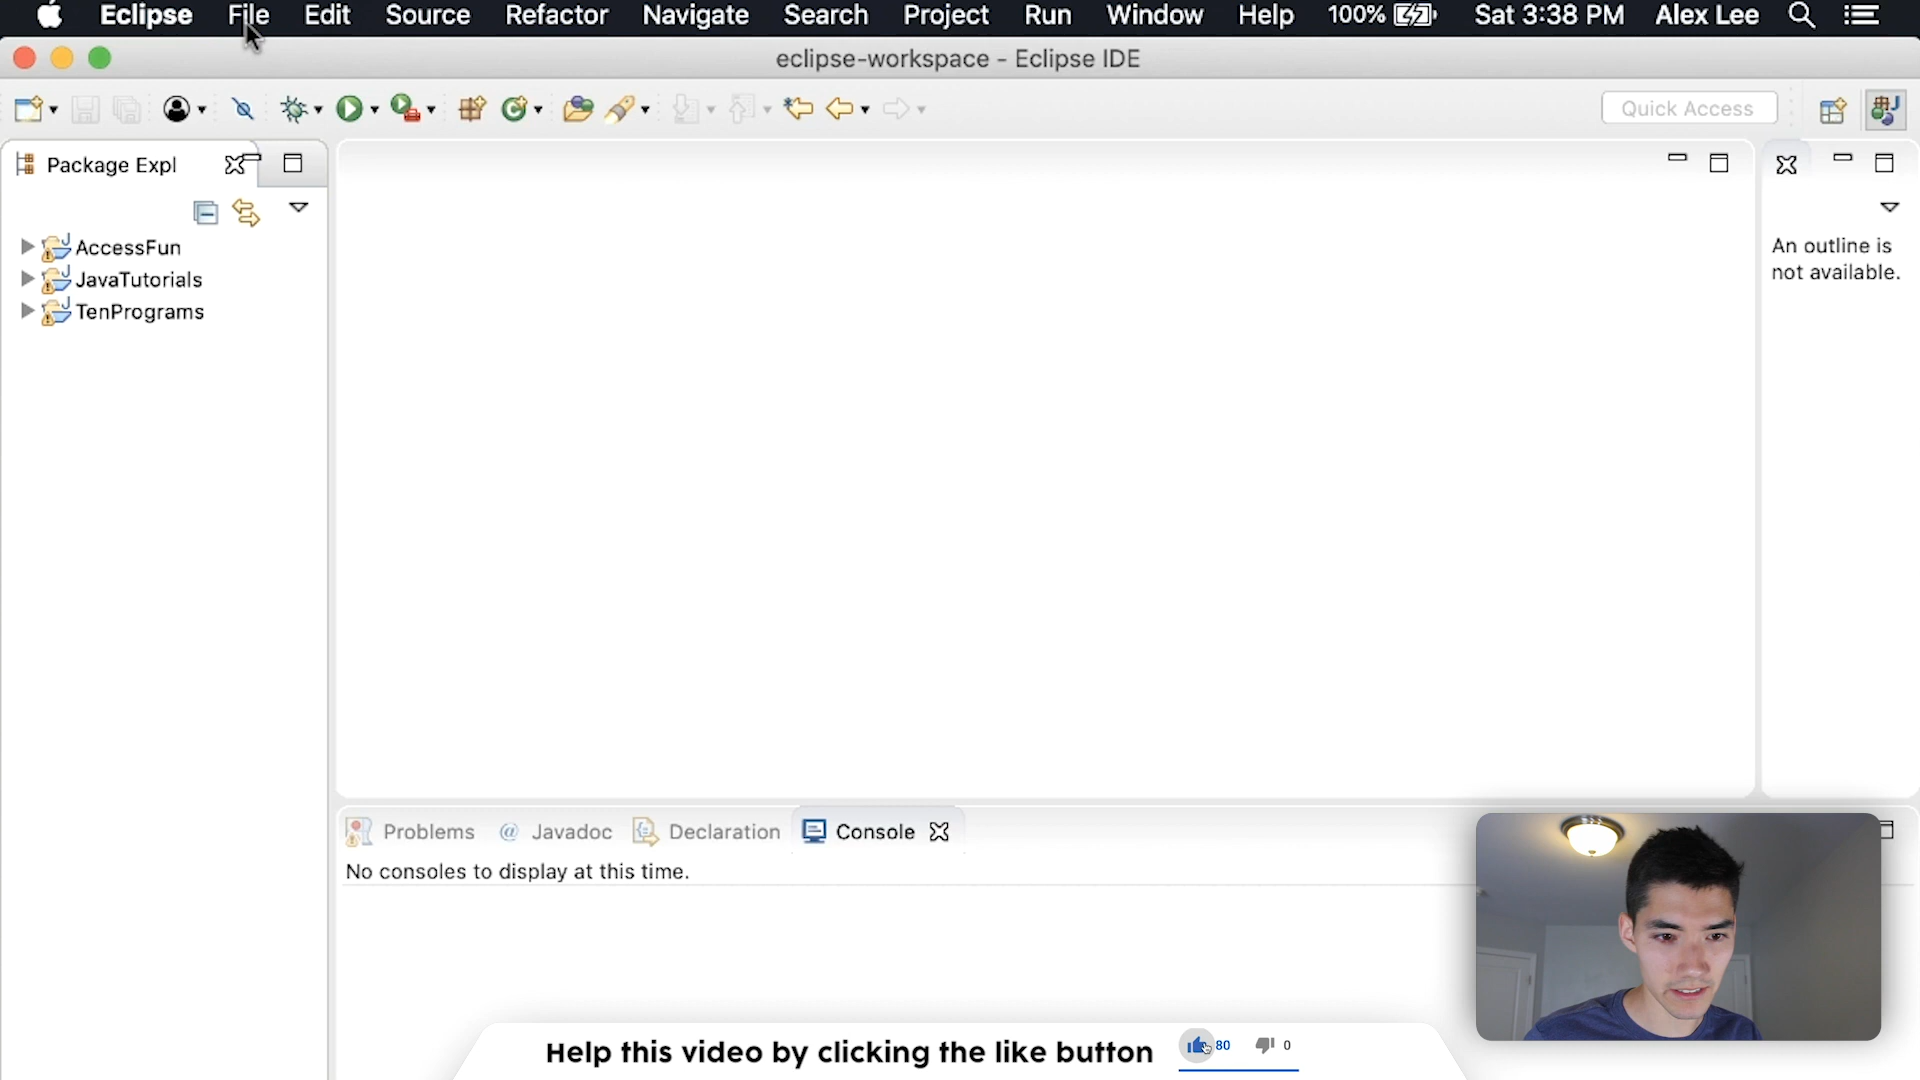 Eclipse File Edit Source Refactor Navigate Search Project Run Window Help 100% Sat 3:38 PM Alex Lee
eclipse-workspace - Eclipse IDE
Quick Access
Package Expl
AccessFun
JavaTutorials
TenPrograms
An outline is
not available.
Problems @ Javadoc Declaration Console
No consoles to display at this time.
Help this video by clicking the like button 80 0